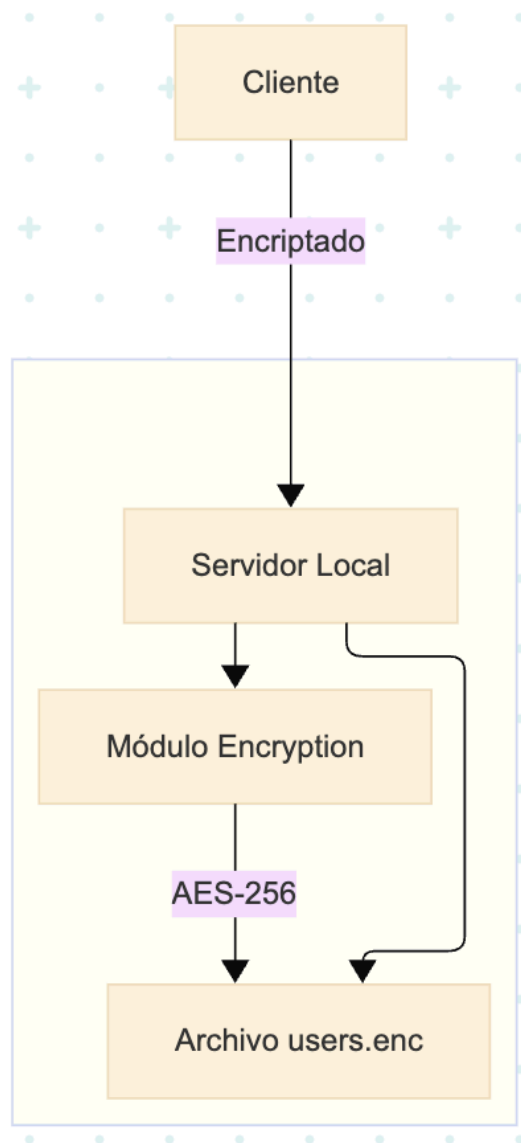 Cliente
Encriptado
Servidor Local
Módulo Encryption
AES-256
Archivo users.enc